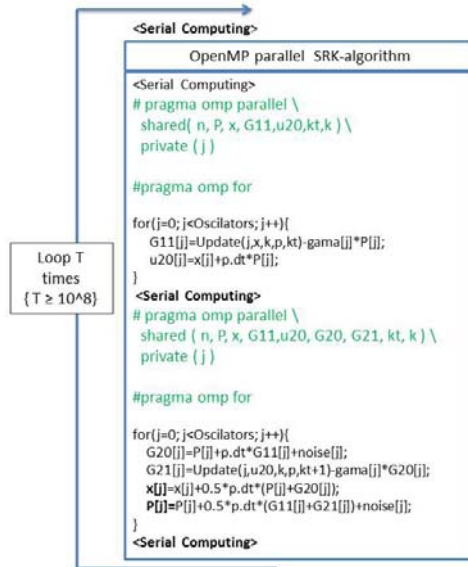 <Serial Computing>
OpenMP parallel SRK-algorithm
<Serial Computing>
# pragma omp parallel \
shared( n, P, x, G11,u20,kt,k ) \
private ( j )
#pragma omp for
for(j=0; j<Oscilators; j++){
G11[j]=Update(j,x,k,p,kt)-gama[j]*P[j];
u20[j]=x[j]+p.dt*P[j];
}
<Serial Computing>
# pragma omp parallel \
shared ( n, P, x, G11,u20, G20, G21, kt, k ) \
private ( j )
#pragma omp for
for(j=0; j<Oscilators; j++){
G20[j]=P[j]+p.dt*G11[j]+noise[j];
G21[j]=Update(j,u20,k,p,kt+1)-gama[j]*G20[j];
x[j]=x[j]+0.5*p.dt*(P[j]+G20[j]);
P[j]=P[j]+0.5*p.dt*(G11[j]+G21[j])+noise[j];
}
<Serial Computing>
Loop T
times
{ T ≥ 10^8}